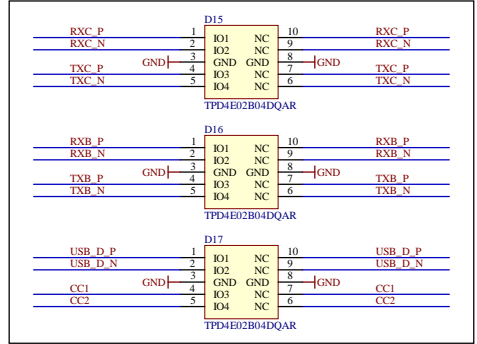 D15
RXC_P 1 IO1 NC 10 RXC_P
RXC_N 2 IO2 NC 9 RXC_N
GND 3 GND GND 8 GND
TXC_P 4 IO3 NC 7 TXC_P
TXC_N 5 IO4 NC 6 TXC_N
TPD4E02B04DQAR
D16
RXB_P 1 IO1 NC 10 RXB_P
RXB_N 2 IO2 NC 9 RXB_N
GND 3 GND GND 8 GND
TXB_P 4 IO3 NC 7 TXB_P
TXB_N 5 IO4 NC 6 TXB_N
TPD4E02B04DQAR
D17
USB_D_P 1 IO1 NC 10 USB_D_P
USB_D_N 2 IO2 NC 9 USB_D_N
GND 3 GND GND 8 GND
CC1 4 IO3 NC 7 CC1
CC2 5 IO4 NC 6 CC2
TPD4E02B04DQAR